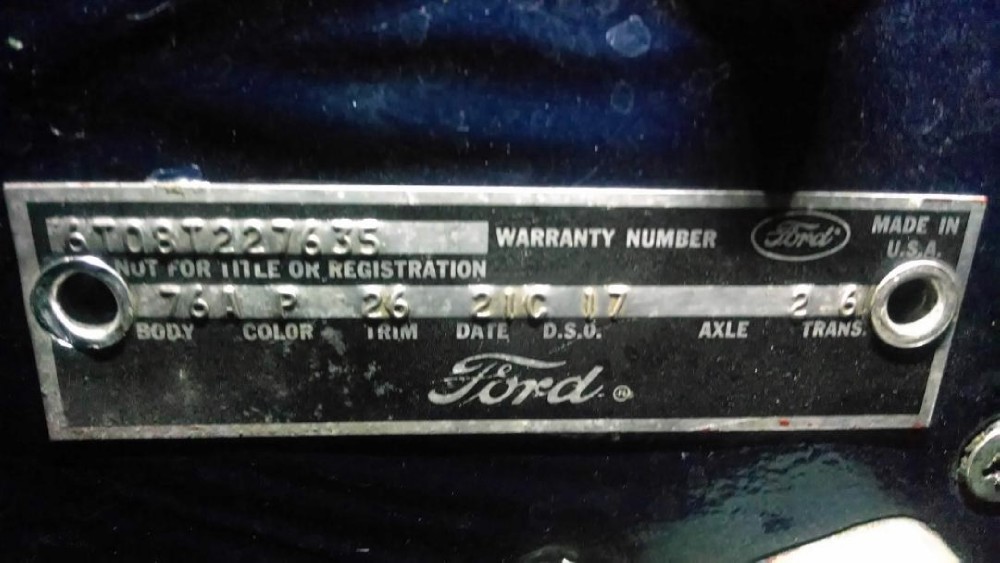 6T08T227635 WARRANTY NUMBER Ford MADE IN
U.S.A.
NOT FOR TITLE OR REGISTRATION
76A P 26 21C 17 2 6
BODY COLOR TRIM DATE D.S.O. AXLE TRANS.
Ford ®